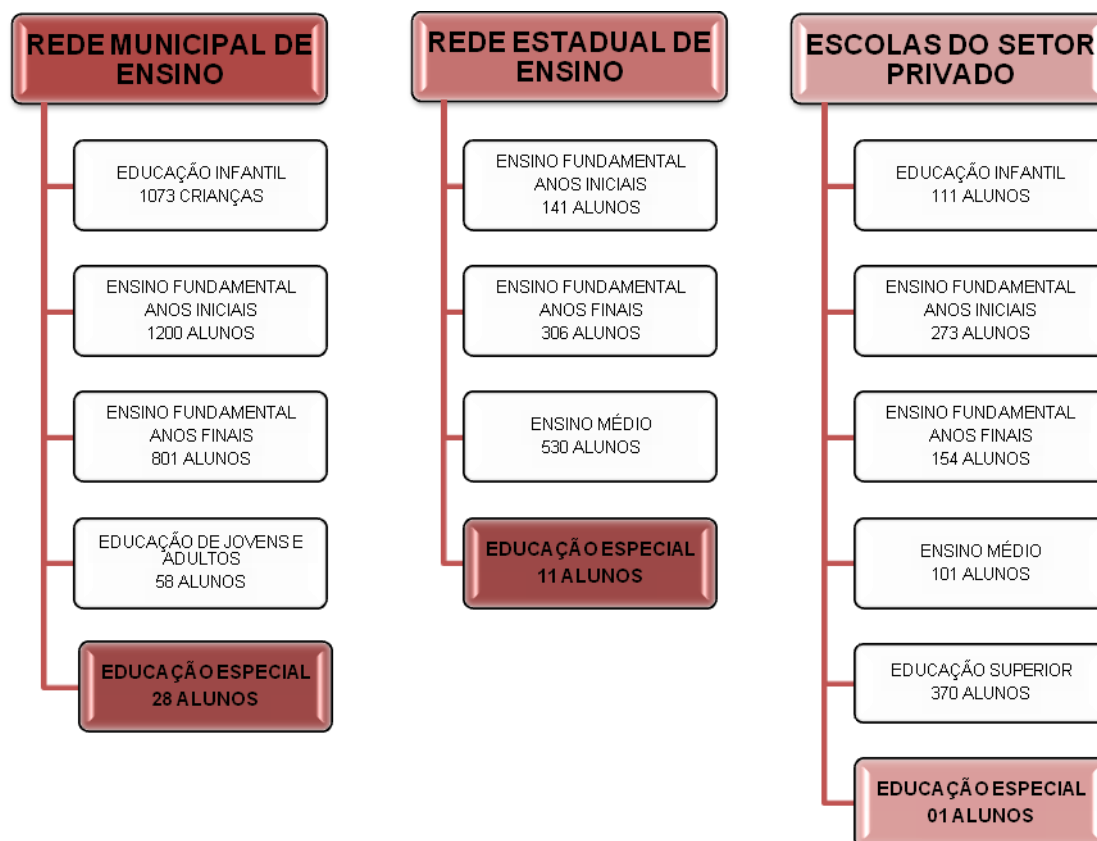 REDE MUNICIPAL DE
ENSINO
EDUCAÇÃO INFANTIL
1073 CRIANÇAS
ENSINO FUNDAMENTAL
ANOS INICIAIS
1200 ALUNOS
ENSINO FUNDAMENTAL
ANOS FINAIS
801 ALUNOS
EDUCAÇÃO DE JOVENS E
ADULTOS
58 ALUNOS
EDUCAÇÃO ESPECIAL
28 ALUNOS
REDE ESTADUAL DE
ENSINO
ENSINO FUNDAMENTAL
ANOS INICIAIS
141 ALUNOS
ENSINO FUNDAMENTAL
ANOS FINAIS
306 ALUNOS
ENSINO MÉDIO
530 ALUNOS
EDUCAÇÃO ESPECIAL
11 ALUNOS
ESCOLAS DO SETOR
PRIVADO
EDUCAÇÃO INFANTIL
111 ALUNOS
ENSINO FUNDAMENTAL
ANOS INICIAIS
273 ALUNOS
ENSINO FUNDAMENTAL
ANOS FINAIS
154 ALUNOS
ENSINO MÉDIO
101 ALUNOS
EDUCAÇÃO SUPERIOR
370 ALUNOS
EDUCAÇÃO ESPECIAL
01 ALUNOS